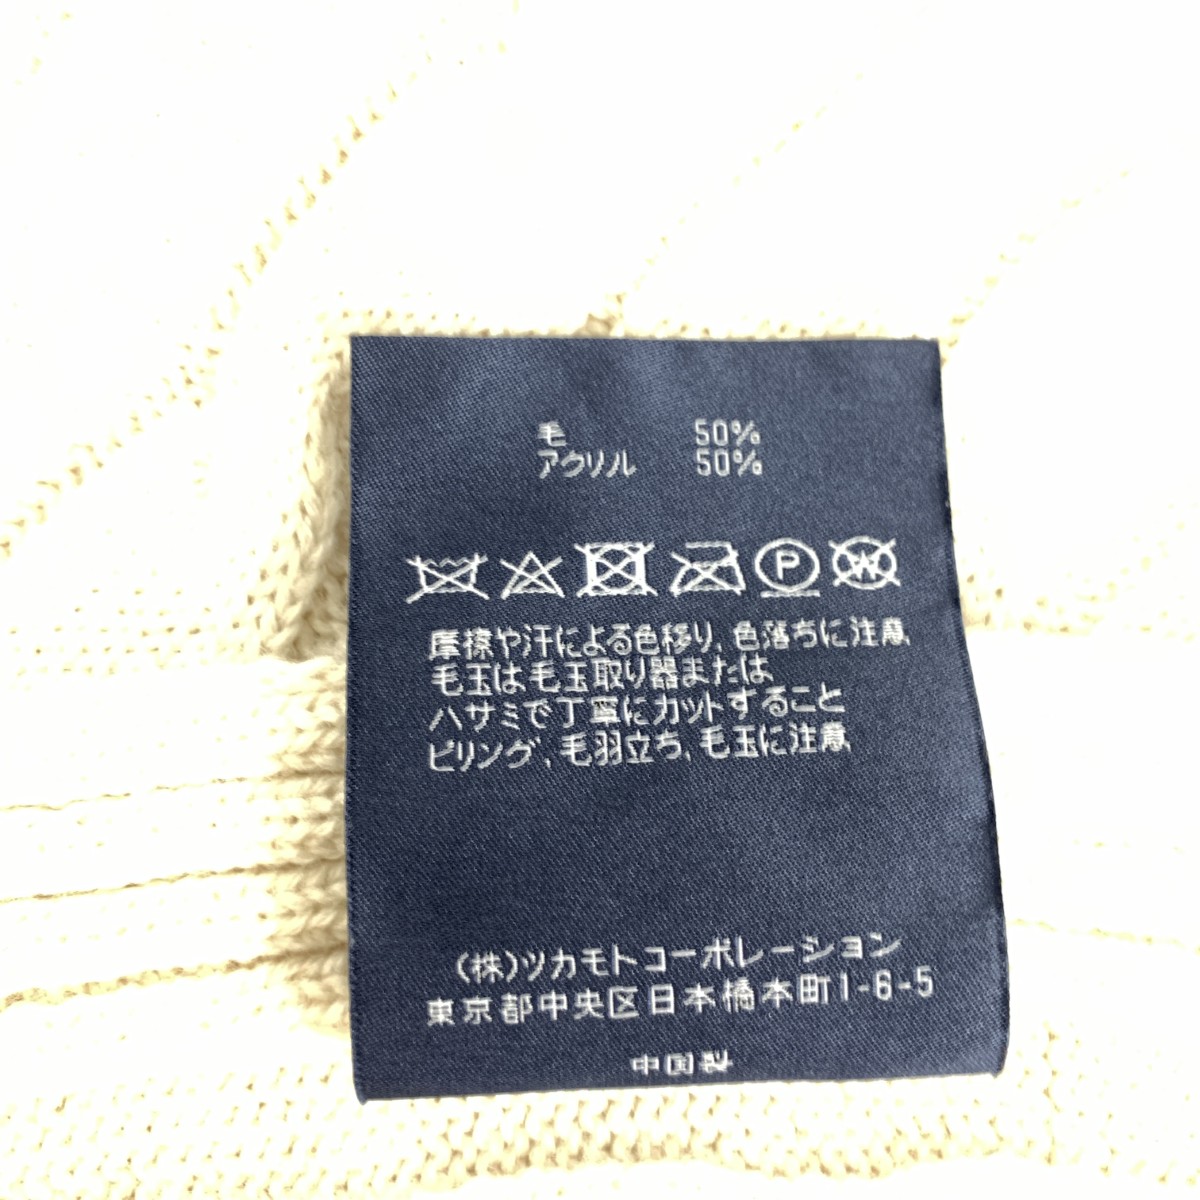 毛 50%
アクリル 50%
P W
摩擦や汗による色移り、色落ちに注意、
毛玉は毛玉取り器または
ハサミで丁寧にカットすること
ピリング、毛羽立ち、毛玉に注意
(株)ツカモトコーポレーション
東京都中央区日本橋本町1-6-5
中国製